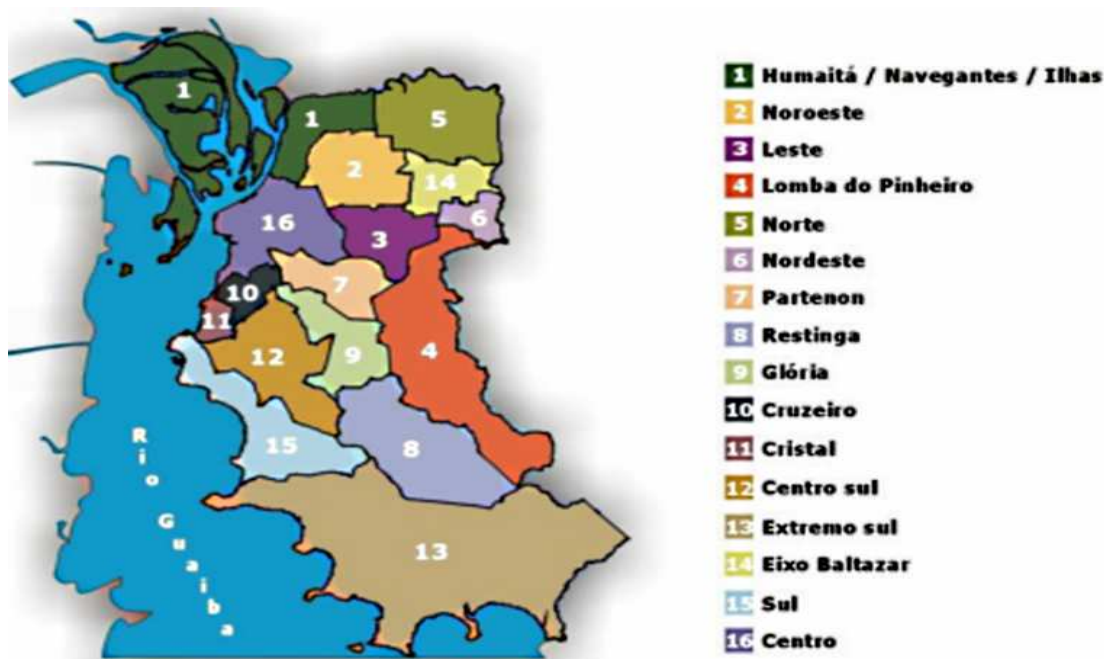 1
1
5
2
14
6
16
3
10
7
11
12
9
4
15
8
13
Rio Guaiba
1 Humaitá / Navegantes / Ilhas
2 Noroeste
3 Leste
4 Lomba do Pinheiro
5 Norte
6 Nordeste
7 Partenon
8 Restinga
9 Glória
10 Cruzeiro
11 Cristal
12 Centro sul
13 Extremo sul
14 Eixo Baltazar
15 Sul
16 Centro